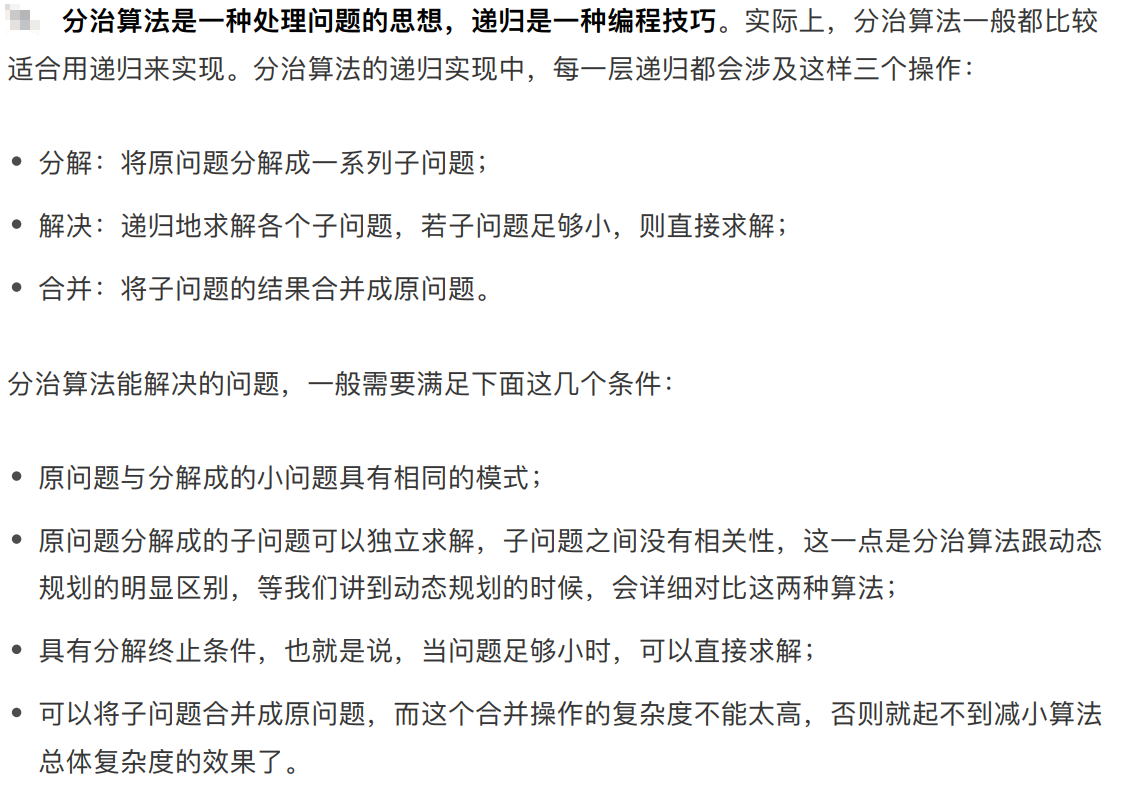 分治算法是一种处理问题的思想，递归是一种编程技巧。实际上，分治算法一般都比较
适合用递归来实现。分治算法的递归实现中，每一层递归都会涉及这样三个操作：
• 分解：将原问题分解成一系列子问题；
• 解决：递归地求解各个子问题，若子问题足够小，则直接求解；
• 合并：将子问题的结果合并成原问题。
分治算法能解决的问题，一般需要满足下面这几个条件：
• 原问题与分解成的小问题具有相同的模式；
• 原问题分解成的子问题可以独立求解，子问题之间没有相关性，这一点是分治算法跟动态
规划的明显区别，等我们讲到动态规划的时候，会详细对比这两种算法；
• 具有分解终止条件，也就是说，当问题足够小时，可以直接求解；
• 可以将子问题合并成原问题，而这个合并操作的复杂度不能太高，否则就起不到减小算法
总体复杂度的效果了。